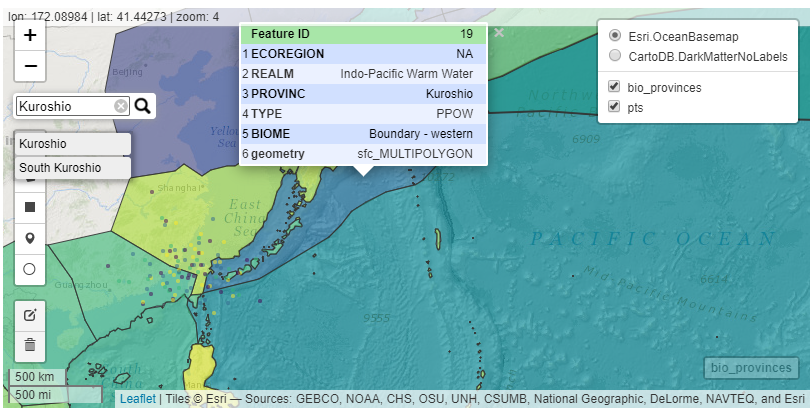 lon: 172.08984 | lat: 41.44273 | zoom: 4
+
−
Kuroshio
Kuroshio
South Kuroshio
Feature ID 19
1 ECOREGION NA
2 REALM Indo-Pacific Warm Water
3 PROVINC Kuroshio
4 TYPE PPOW
5 BIOME Boundary - western
6 geometry sfc_MULTIPOLYGON
Esri.OceanBasemap
CartoDB.DarkMatterNoLabels
bio_provinces
pts
Beijing
Yellow
Sea
Shanghai
East
China
Sea
Guangzhou
6909
PACIFIC OCEAN
6614
Mountains
9555
South
500 km
500 mi
bio_provinces
Leaflet | Tiles © Esri — Sources: GEBCO, NOAA, CHS, OSU, UNH, CSUMB, National Geographic, DeLorme, NAVTEQ, and Esri